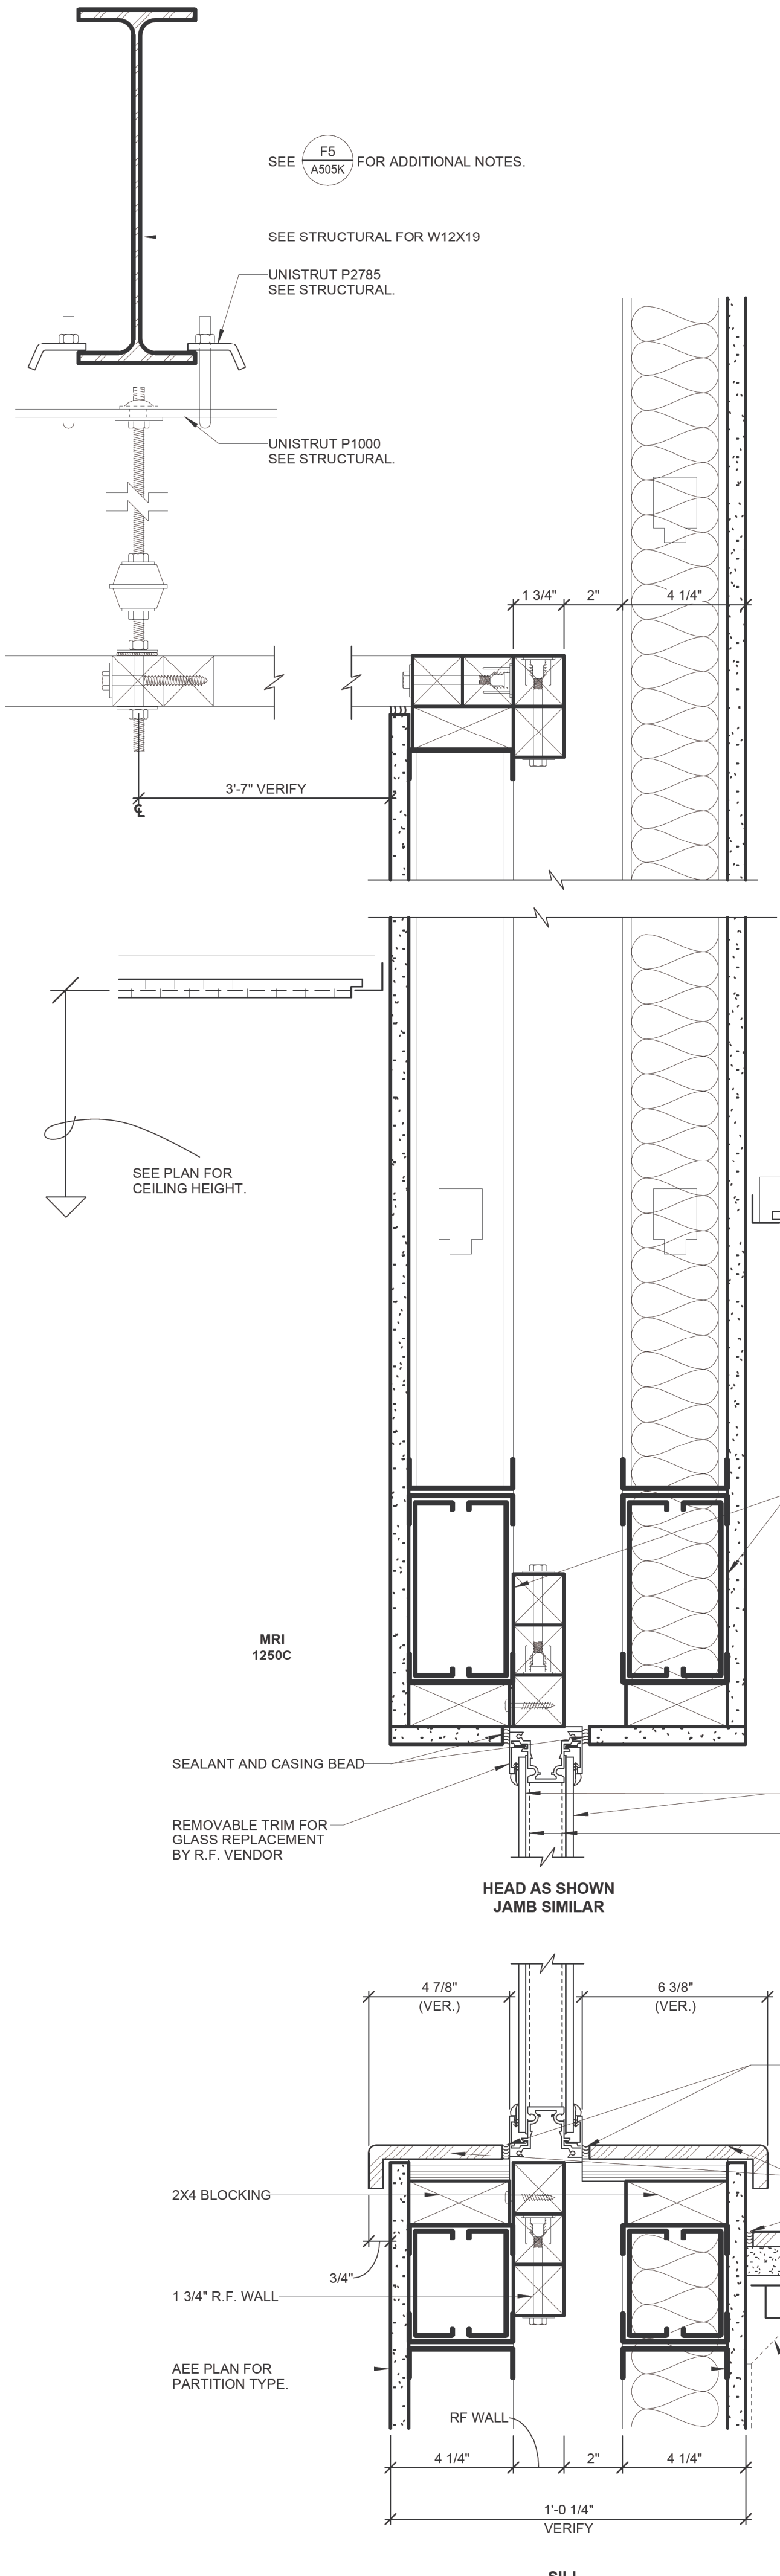 SEE F5 FOR ADDITIONAL NOTES.
A505K
SEE STRUCTURAL FOR W12X19
UNISTRUT P2785
SEE STRUCTURAL.
UNISTRUT P1000
SEE STRUCTURAL.
1 3/4" 2" 4 1/4"
3'-7" VERIFY
SEE PLAN FOR
CEILING HEIGHT.
MRI
1250C
SEALANT AND CASING BEAD
REMOVABLE TRIM FOR
GLASS REPLACEMENT
BY R.F. VENDOR
HEAD AS SHOWN
JAMB SIMILAR
4 7/8" 6 3/8"
(VER.) (VER.)
2X4 BLOCKING
3/4"
1 3/4" R.F. WALL
AEE PLAN FOR
PARTITION TYPE.
RF WALL
4 1/4" 2" 4 1/4"
1'-0 1/4"
VERIFY